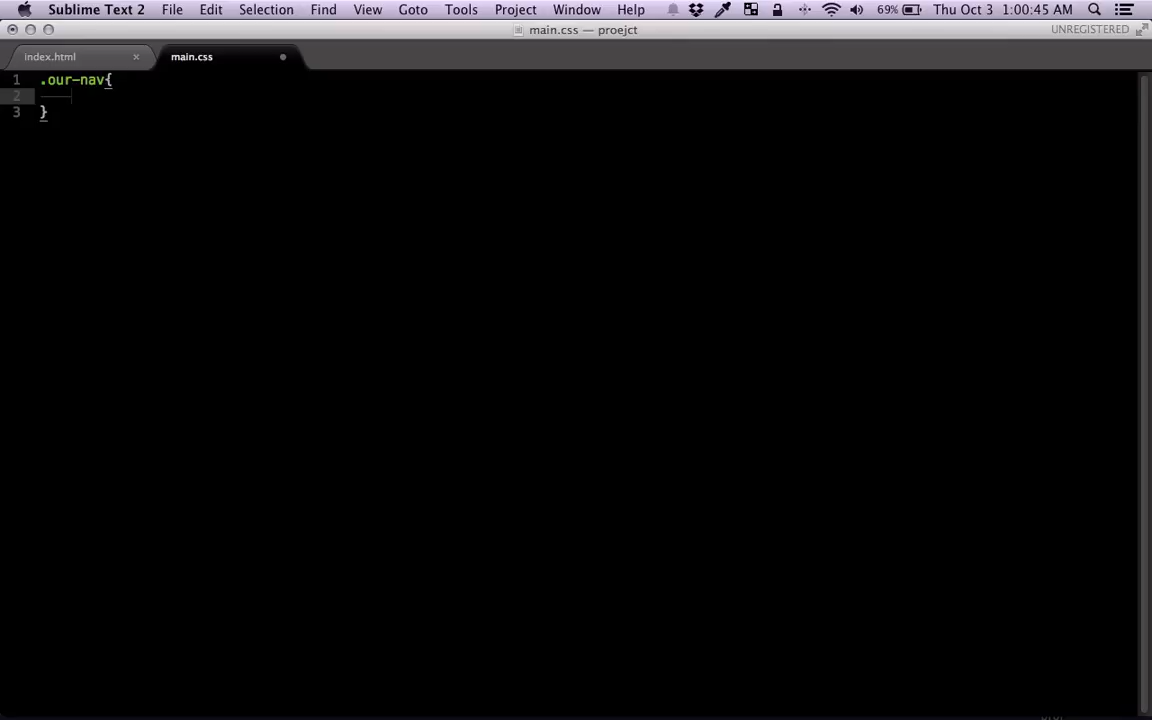 Sublime Text 2 File Edit Selection Find View Goto Tools Project Window Help 69% Thu Oct 3 1:00:45 AM
main.css — proejct UNREGISTERED
index.html × main.css
1 .our-nav{
2
3 }